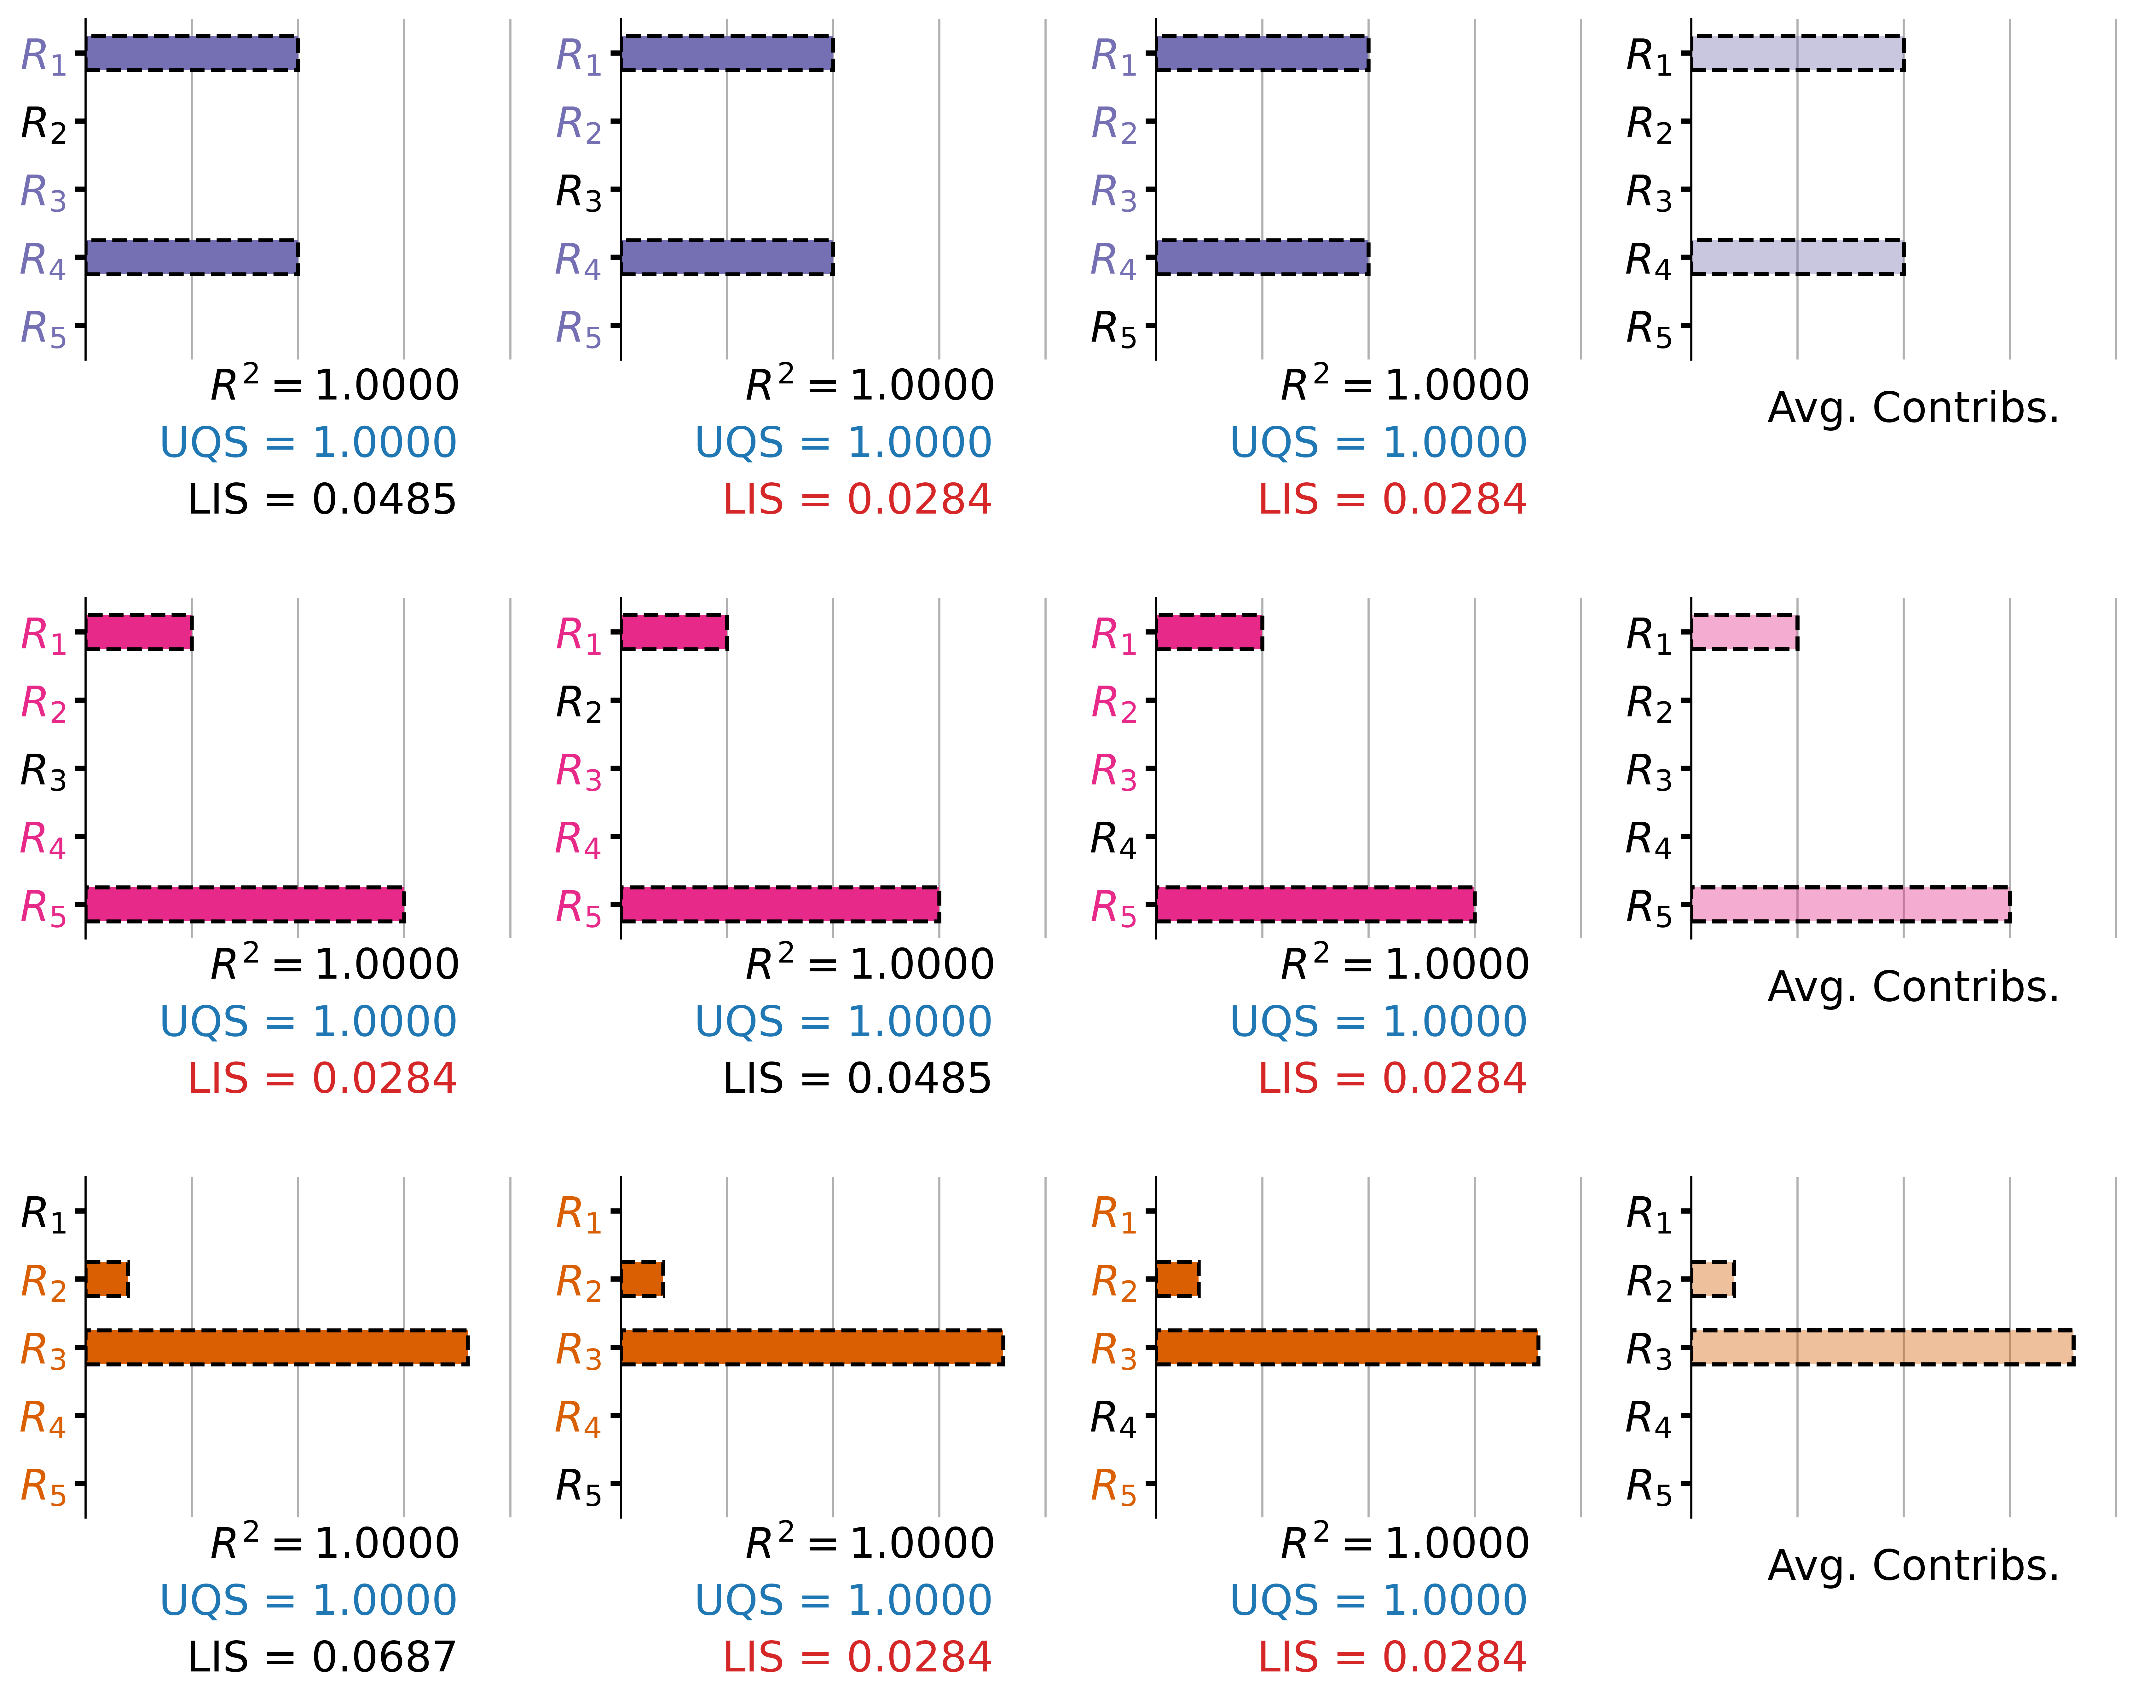 R₁ R₁ R₁ R₁
R₂ R₂ R₂ R₂
R₃ R₃ R₃ R₃
R₄ R₄ R₄ R₄
R₅ R₅ R₅ R₅
R² = 1.0000 R² = 1.0000 R² = 1.0000 Avg. Contribs.
UQS = 1.0000 UQS = 1.0000 UQS = 1.0000
LIS = 0.0485 LIS = 0.0284 LIS = 0.0284
R₁ R₁ R₁ R₁
R₂ R₂ R₂ R₂
R₃ R₃ R₃ R₃
R₄ R₄ R₄ R₄
R₅ R₅ R₅ R₅
R² = 1.0000 R² = 1.0000 R² = 1.0000 Avg. Contribs.
UQS = 1.0000 UQS = 1.0000 UQS = 1.0000
LIS = 0.0284 LIS = 0.0485 LIS = 0.0284
R₁ R₁ R₁ R₁
R₂ R₂ R₂ R₂
R₃ R₃ R₃ R₃
R₄ R₄ R₄ R₄
R₅ R₅ R₅ R₅
R² = 1.0000 R² = 1.0000 R² = 1.0000 Avg. Contribs.
UQS = 1.0000 UQS = 1.0000 UQS = 1.0000
LIS = 0.0687 LIS = 0.0284 LIS = 0.0284